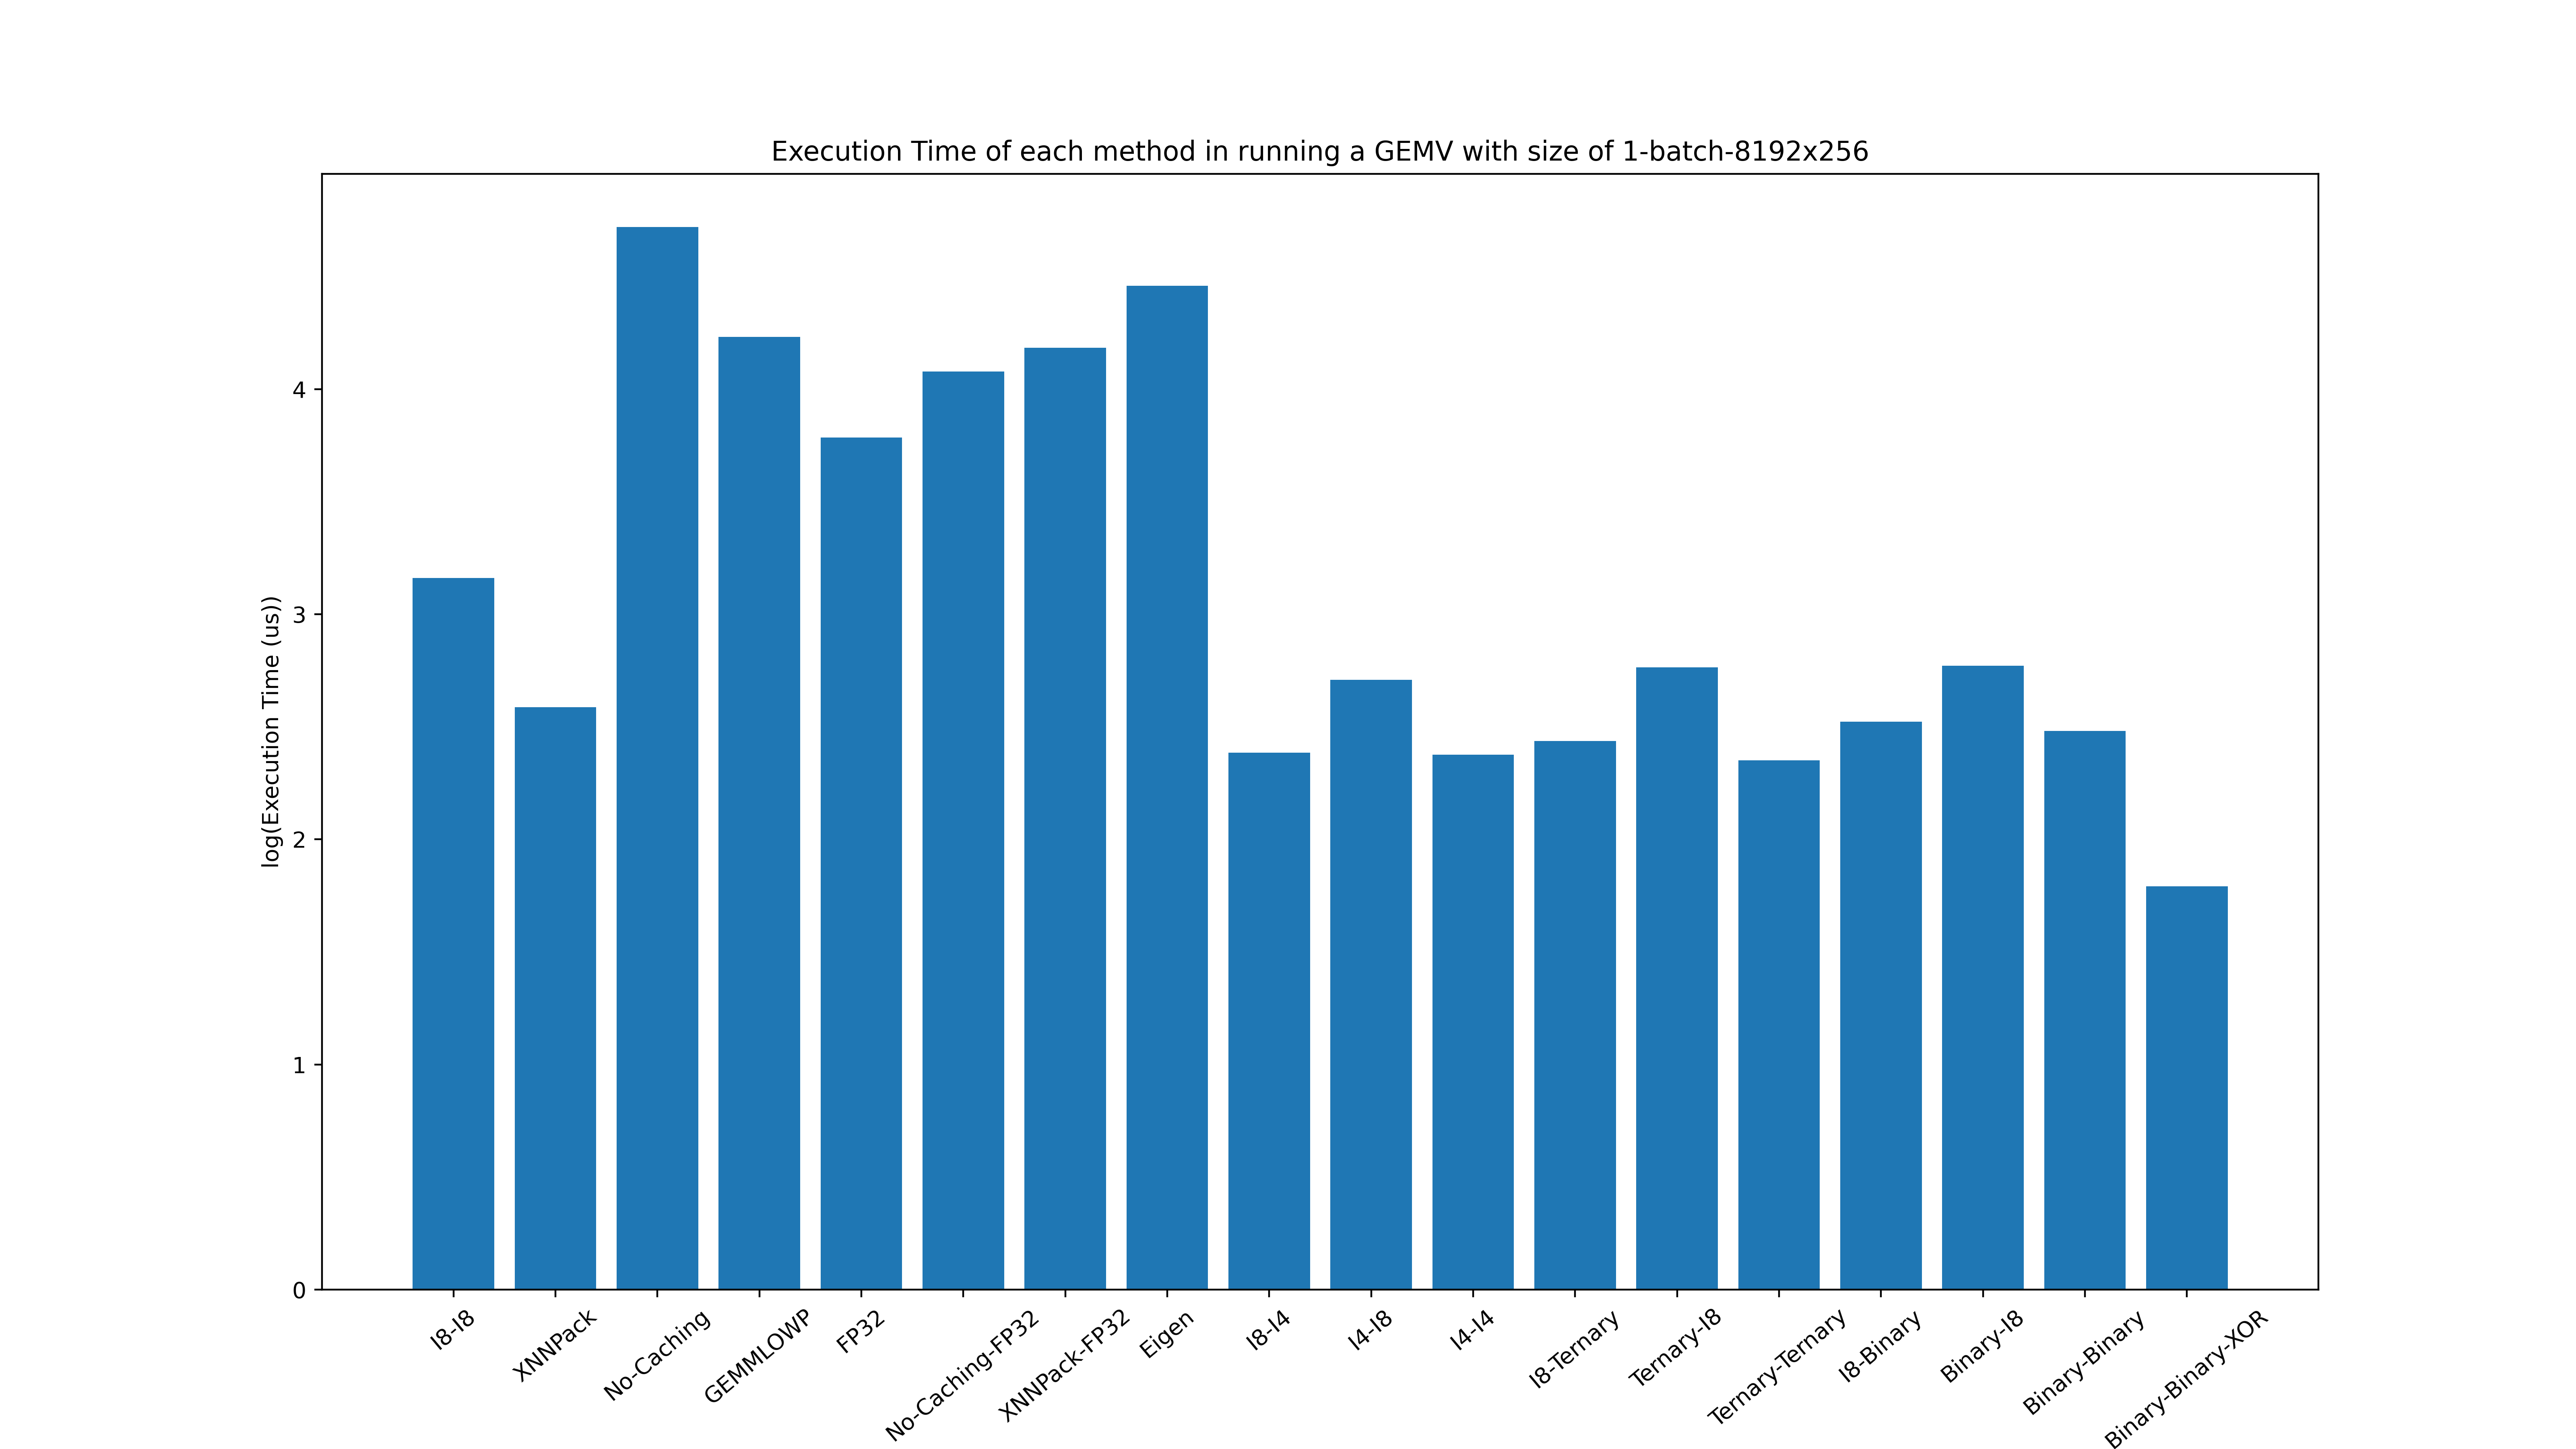 Execution Time of each method in running a GEMV with size of 1-batch-8192x256
log(Execution Time (us))
4
3
2
1
0
I8-I8
XNNPack
No-Caching
GEMMLOWP
FP32
No-Caching-FP32
XNNPack-FP32
Eigen
I8-I4
I4-I8
I4-I4
I8-Ternary
Ternary-I8
Ternary-Ternary
I8-Binary
Binary-I8
Binary-Binary
Binary-Binary-XOR